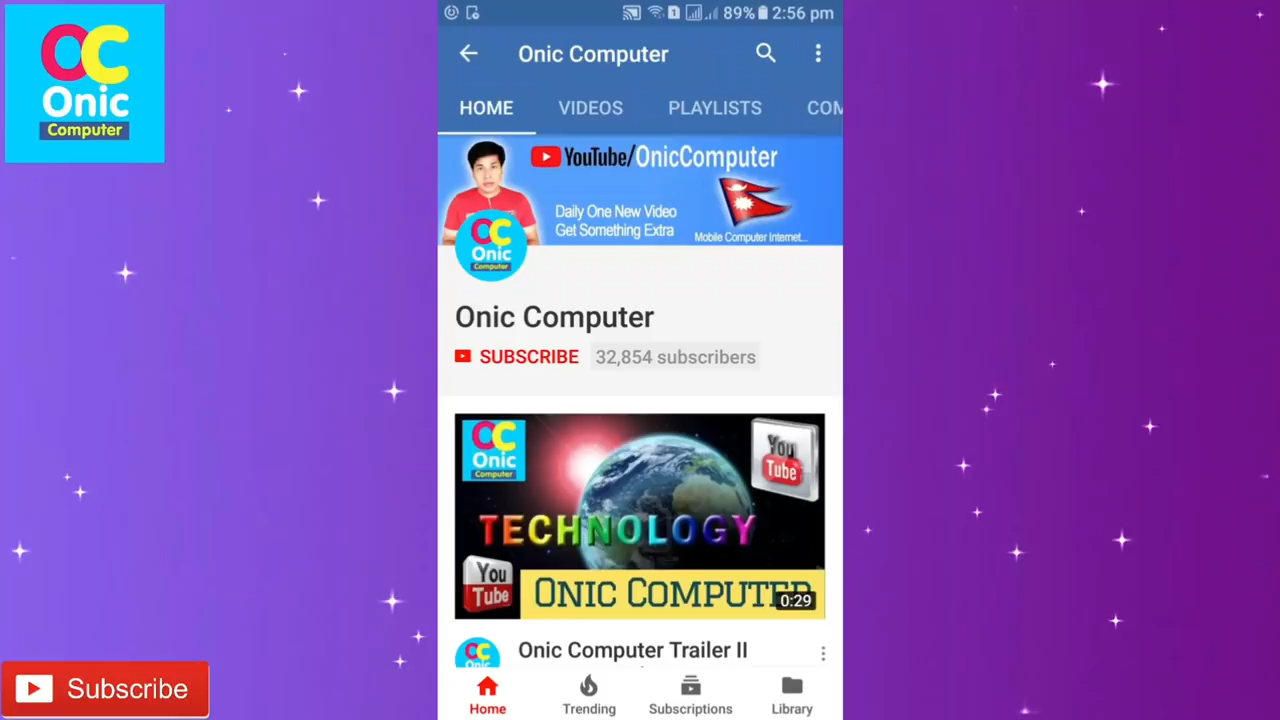 OC
Onic
Computer
89% 2:56 pm
Onic Computer
HOME VIDEOS PLAYLISTS COM
YouTube/OnicComputer
Daily One New Video
Get Something Extra
Mobile Computer Internet...
OC
Onic
Computer
Onic Computer
SUBSCRIBE 32,854 subscribers
OC
Onic
Computer
You
Tube
TECHNOLOGY
You
Tube
ONIC COMPUTER
0:29
OC
Onic
Onic Computer Trailer II
Subscribe
Home Trending Subscriptions Library